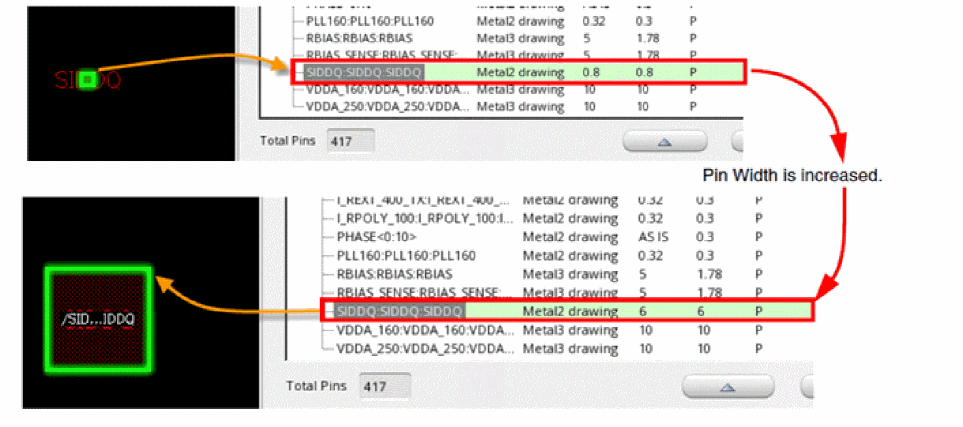 PLL160:PLL160:PLL160 Metal2 drawing 0.32 0.3 P
RBIAS:RBIAS:RBIAS Metal3 drawing 5 1.78 P
RBIAS_SENSE:RBIAS_SENSE: Metal3 drawing 5 1.78 P
SIDDQ
SIDDQ:SIDDQ:SIDDQ Metal2 drawing 0.8 0.8 P
VDDA_160:VDDA_160:VDDA... Metal3 drawing 10 10 P
VDDA_250:VDDA_250:VDDA... Metal3 drawing 10 10 P
Total Pins 417
Pin Width is increased.
I_REXT_400_TX:I_REXT_400_... Metal2 drawing 0.32 0.3 P
I_RPOLY_100:I_RPOLY_100:I... Metal2 drawing 0.32 0.3 P
PHASE<0:10> Metal2 drawing AS IS 0.3 P
PLL160:PLL160:PLL160 Metal2 drawing 0.32 0.3 P
RBIAS:RBIAS:RBIAS Metal3 drawing 5 1.78 P
RBIAS_SENSE:RBIAS_SENSE:... Metal3 drawing 5 1.78 P
/SID...IDDQ
SIDDQ:SIDDQ:SIDDQ Metal2 drawing 6 6 P
VDDA_160:VDDA_160:VDDA... Metal3 drawing 10 10 P
VDDA_250:VDDA_250:VDDA... Metal3 drawing 10 10 P
Total Pins 417